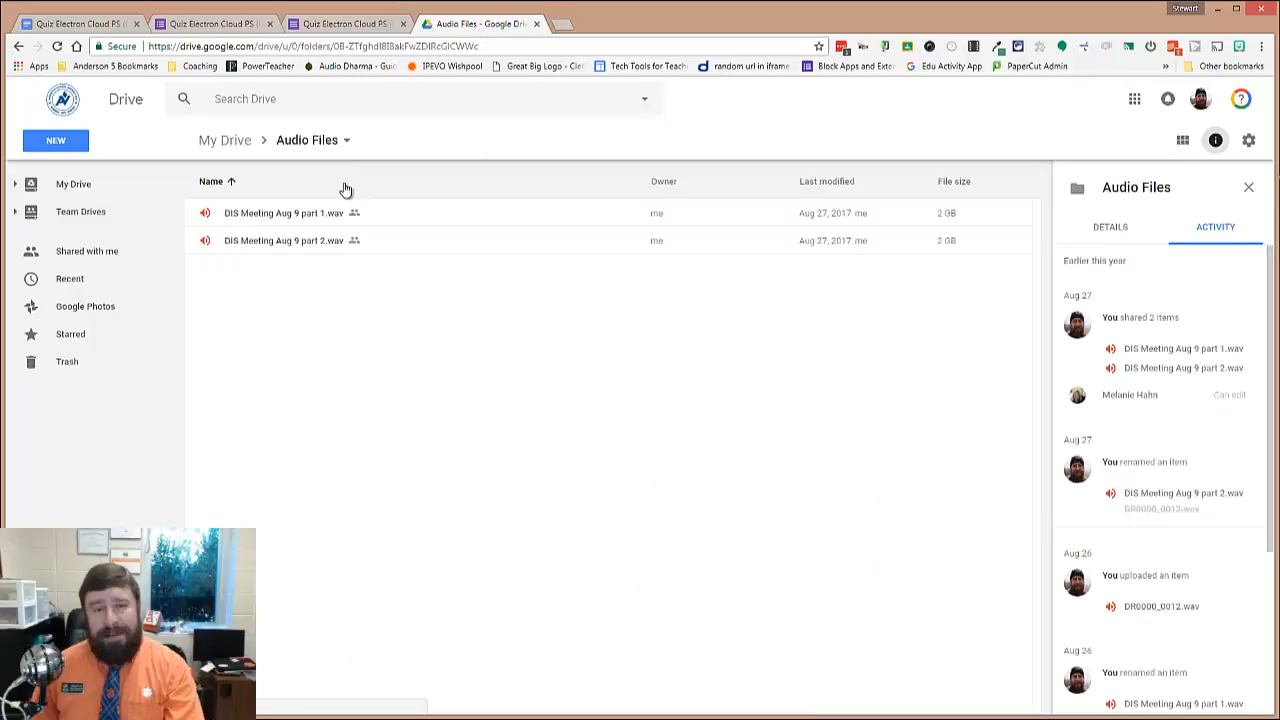 Stewart
Quiz Electron Cloud PS
Quiz Electron Cloud PS
Quiz Electron Cloud PS
Audio Files - Google Dri
Secure
https://drive.google.com/drive/u/0/folders/
Apps
Anderson 5 Bookmarks
Coaching
PowerTeacher
Audio Dharma - Gui
IPEVO Wishpool
Great Big Logo - Clem
Tech Tools for Teach
random url in iframe
Block Apps and Exte
Edu Activity App
PaperCut Admin
»
Other bookmarks
Drive
Search Drive
NEW
My Drive > Audio Files
My Drive
Team Drives
Shared with me
Recent
Google Photos
Starred
Trash
Name
Owner
Last modified
File size
DIS Meeting Aug 9 part 1.wav
me
Aug 27, 2017 me
2 GB
DIS Meeting Aug 9 part 2.wav
me
Aug 27, 2017 me
2 GB
Audio Files
DETAILS
ACTIVITY
Earlier this year
Aug 27
You shared 2 items
DIS Meeting Aug 9 part 1.wav
DIS Meeting Aug 9 part 2.wav
Melanie Hahn
Can edit
Aug 27
You renamed an item
DIS Meeting Aug 9 part 2.wav
DR0000_0012.wav
Aug 26
You uploaded an item
DR0000_0012.wav
Aug 26
You renamed an item
DIS Meeting Aug 9 part 1.wav